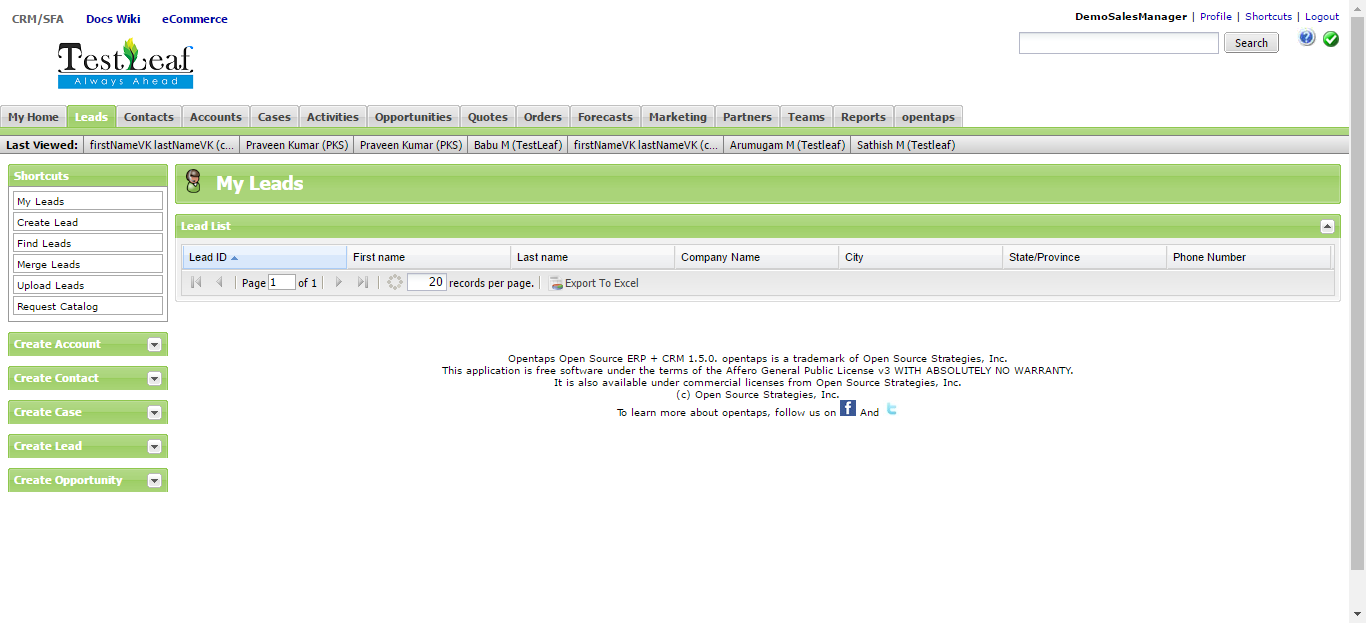 CRM/SFA Docs Wiki eCommerce
DemoSalesManager | Profile | Shortcuts | Logout
TestLeaf
Always Ahead
Search
My Home Leads Contacts Accounts Cases Activities Opportunities Quotes Orders Forecasts Marketing Partners Teams Reports opentaps
Last Viewed: firstNameVK lastNameVK (c... Praveen Kumar (PKS) Praveen Kumar (PKS) Babu M (TestLeaf) firstNameVK lastNameVK (c... Arumugam M (Testleaf) Sathish M (Testleaf)
Shortcuts
My Leads
Create Lead
Find Leads
Merge Leads
Upload Leads
Request Catalog
Create Account
Create Contact
Create Case
Create Lead
Create Opportunity
My Leads
Lead List
Lead ID First name Last name Company Name City State/Province Phone Number
Page 1 of 1 20 records per page. Export To Excel
Opentaps Open Source ERP + CRM 1.5.0. opentaps is a trademark of Open Source Strategies, Inc.
This application is free software under the terms of the Affero General Public License v3 WITH ABSOLUTELY NO WARRANTY.
It is also available under commercial licenses from Open Source Strategies, Inc.
(c) Open Source Strategies, Inc.
To learn more about opentaps, follow us on f And t